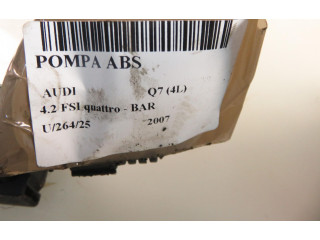 POMPA ABS
AUDI Q7 (4L)
4.2 FSI quattro - BAR
U/264/25 2007